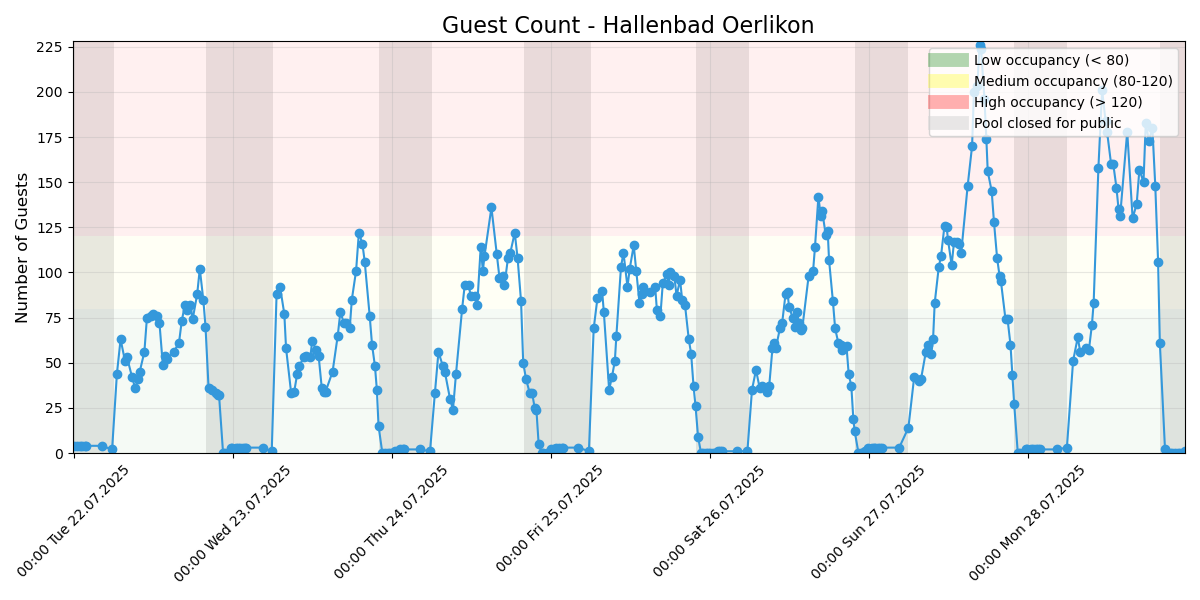 Guest Count - Hallenbad Oerlikon
Number of Guests
225
200
175
150
125
100
75
50
25
0
Low occupancy (< 80)
Medium occupancy (80-120)
High occupancy (> 120)
Pool closed for public
00:00 Tue 22.07.2025
00:00 Wed 23.07.2025
00:00 Thu 24.07.2025
00:00 Fri 25.07.2025
00:00 Sat 26.07.2025
00:00 Sun 27.07.2025
00:00 Mon 28.07.2025